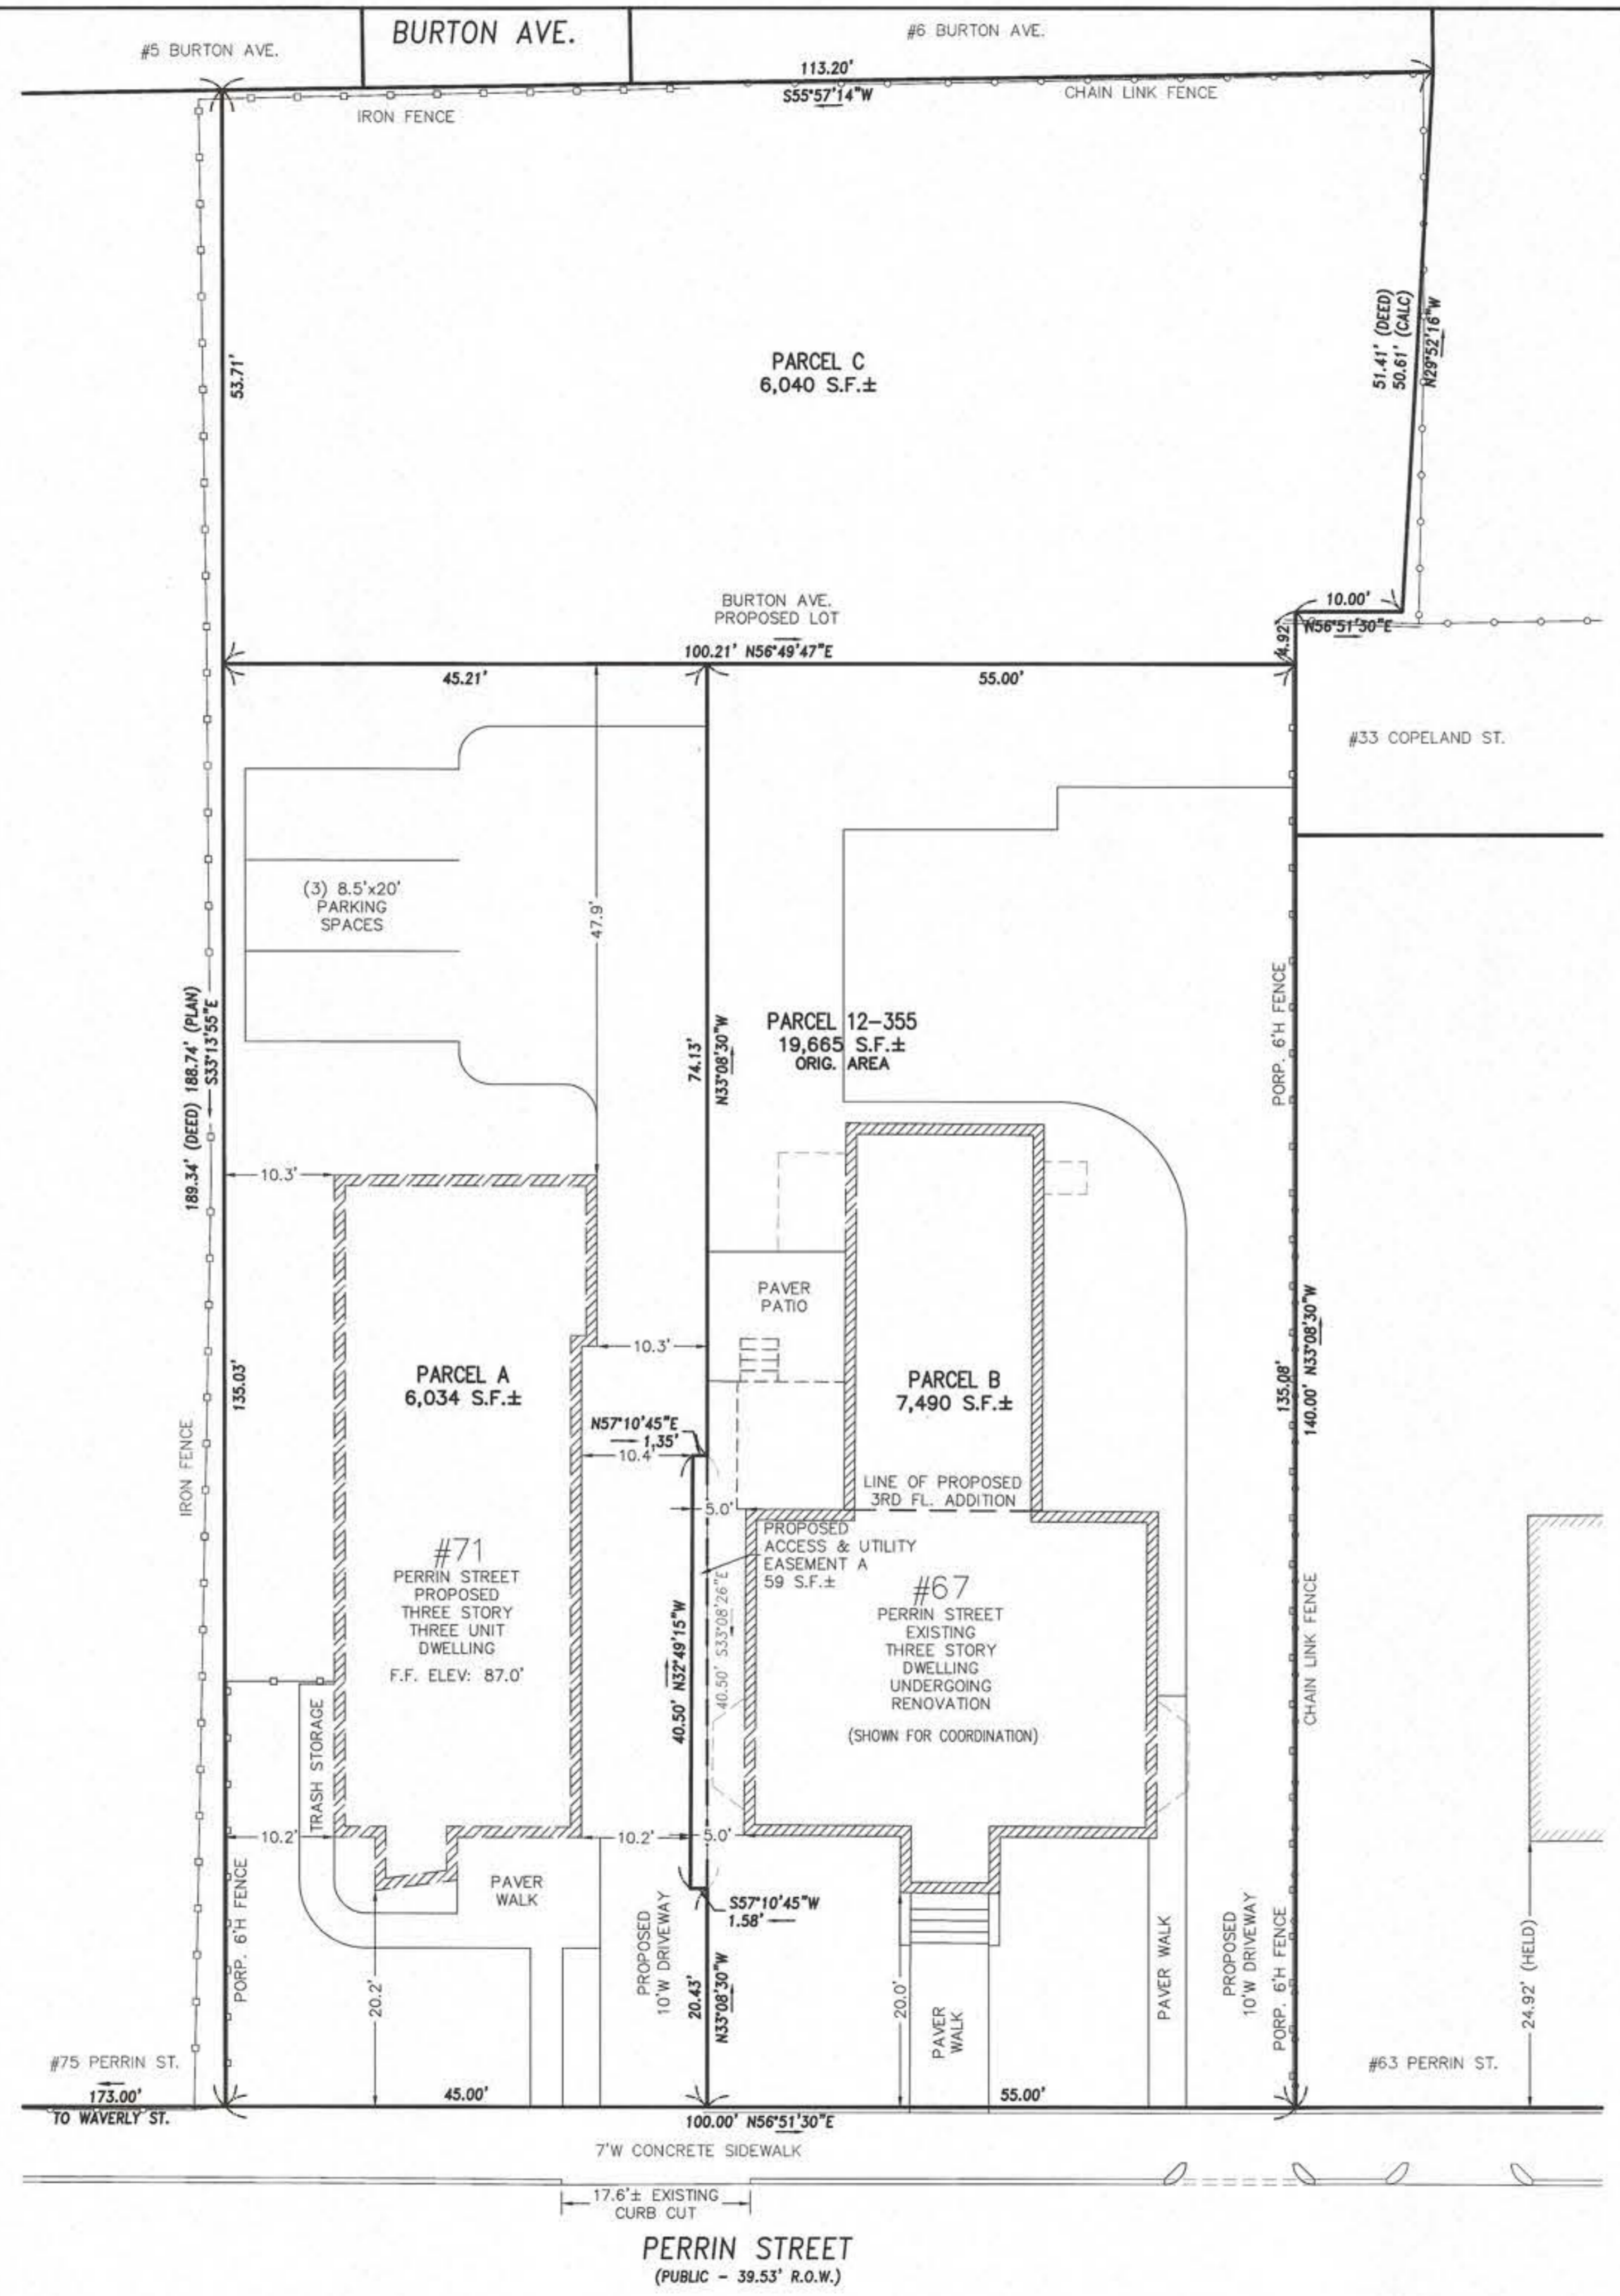 #5 BURTON AVE.
BURTON AVE.
#6 BURTON AVE.
113.20'
S55°57'14"W
IRON FENCE
CHAIN LINK FENCE
53.71'
PARCEL C
6,040 S.F.±
51.41' (DEED)
50.61' (CALC)
N29°52'16"W
BURTON AVE.
PROPOSED LOT
10.00'
N56°51'30"E
4.92'
100.21' N56°49'47"E
45.21'
55.00'
#33 COPELAND ST.
(3) 8.5'x20'
PARKING
SPACES
47.9'
189.34' (DEED) 188.74' (PLAN)
S33°13'55"E
74.13'
N33°08'30"W
PARCEL 12-355
19,665 S.F.±
ORIG. AREA
PORP. 6'H FENCE
10.3'
PAVER
PATIO
10.3'
135.03'
PARCEL A
6,034 S.F.±
PARCEL B
7,490 S.F.±
135.08'
140.00' N33°08'30"W
N57°10'45"E
1,35'
10.4'
IRON FENCE
LINE OF PROPOSED
3RD FL. ADDITION
5.0'
PROPOSED
ACCESS & UTILITY
EASEMENT A
59 S.F.±
#71
PERRIN STREET
PROPOSED
THREE STORY
THREE UNIT
DWELLING
F.F. ELEV: 87.0'
40.50' N32°49'15"W
40.50' S33°08'26"E
#67
PERRIN STREET
EXISTING
THREE STORY
DWELLING
UNDERGOING
RENOVATION
(SHOWN FOR COORDINATION)
CHAIN LINK FENCE
TRASH STORAGE
10.2'
10.2'
5.0'
PORP. 6'H FENCE
PAVER
WALK
S57°10'45"W
1.58'
PROPOSED
10'W DRIVEWAY
20.2'
20.43'
N33°08'30"W
20.0'
PAVER
WALK
PAVER WALK
PROPOSED
10'W DRIVEWAY
PORP. 6'H FENCE
24.92' (HELD)
#75 PERRIN ST.
173.00'
TO WAVERLY ST.
45.00'
55.00'
#63 PERRIN ST.
100.00' N56°51'30"E
7'W CONCRETE SIDEWALK
17.6'± EXISTING
CURB CUT
PERRIN STREET
(PUBLIC - 39.53' R.O.W.)